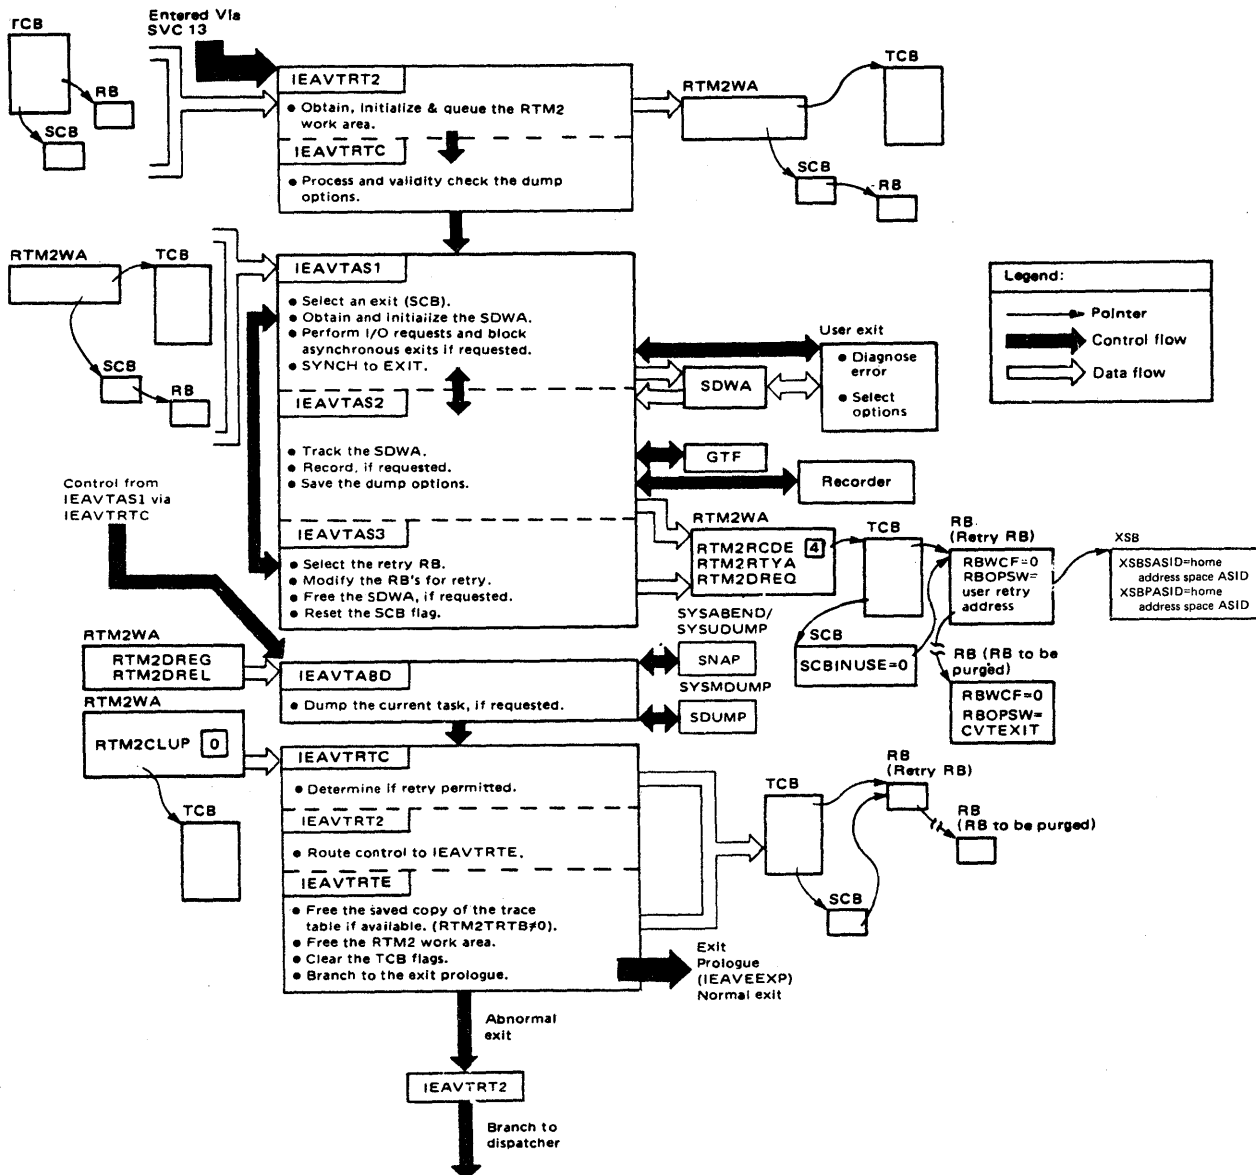 Entered Via
SVC 13
TCB
RB
SCB
IEAVTRT2
• Obtain, initialize & queue the RTM2
work area.
IEAVTRTC
• Process and validity check the dump
options.
RTM2WA
TCB
SCB
RB
RTM2WA
TCB
SCB
RB
IEAVTAS1
• Select an exit (SCB).
• Obtain and initialize the SDWA.
• Perform I/O requests and block
asynchronous exits if requested.
• SYNCH to EXIT.
IEAVTAS2
• Track the SDWA.
• Record, if requested.
• Save the dump options.
IEAVTAS3
• Select the retry RB.
• Modify the RB's for retry.
• Free the SDWA, if requested.
• Reset the SCB flag.
User exit
• Diagnose
error
• Select
options
SDWA
GTF
Recorder
Legend:
Pointer
Control flow
Data flow
Control from
IEAVTAS1 via
IEAVTRTC
RTM2WA
RTM2RCDE 4
RTM2RTYA
RTM2DREQ
TCB
RB
(Retry RB)
RBWCF=0
RBOPSW=
user retry
address
XSB
XSBSASID=home
address space ASID
XSBPASID=home
address space ASID
SCB
SCBINUSE=0
RB (RB to be
purged)
RBWCF=0
RBOPSW=
CVTEXIT
RTM2WA
RTM2DREG
RTM2DREL
IEAVTABD
• Dump the current task, if requested.
SYSABEND/
SYSUDUMP
SNAP
SYSMDUMP
SDUMP
RTM2WA
RTM2CLUP 0
TCB
IEAVTRTC
• Determine if retry permitted.
IEAVTRT2
• Route control to IEAVTRTE.
IEAVTRTE
• Free the saved copy of the trace
table if available. (RTM2TRTB≠0).
• Free the RTM2 work area.
• Clear the TCB flags.
• Branch to the exit prologue.
TCB
RB
(Retry RB)
RB
(RB to be purged)
SCB
Exit
Prologue
(IEAVEEXP)
Normal exit
Abnormal
exit
IEAVTRT2
Branch to
dispatcher